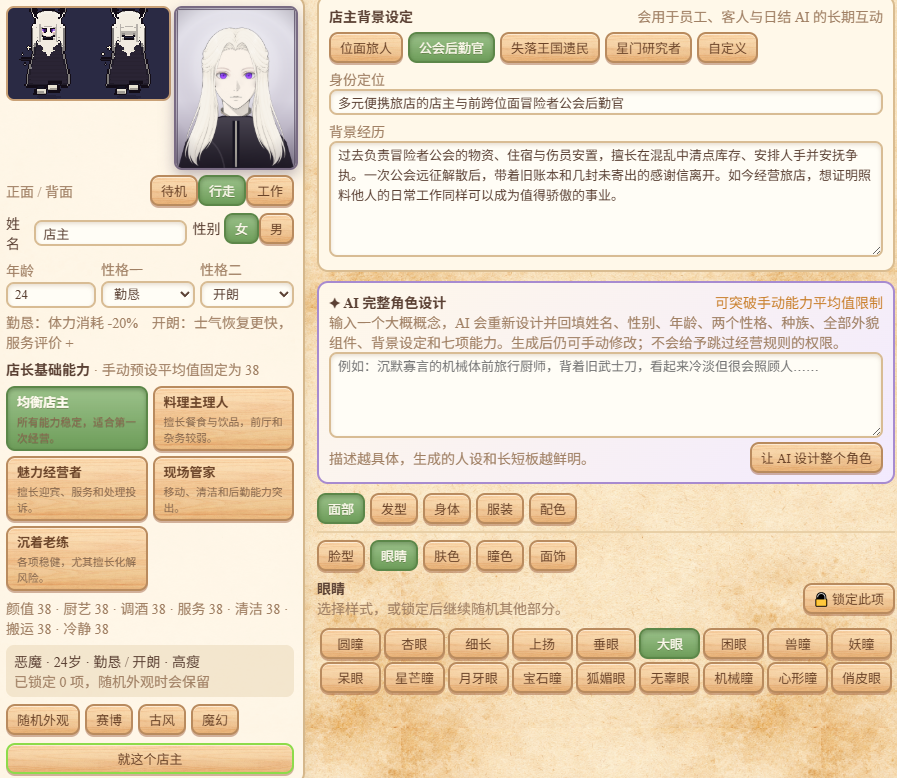 正面 / 背面
待机
行走
工作
姓名
店主
性别
女
男
年龄
性格一
性格二
24
勤恳
开朗
勤恳：体力消耗 -20%　开朗：士气恢复更快，
服务评价 +
店长基础能力 · 手动预设平均值固定为 38
均衡店主
所有能力稳定，适合第一
次经营。
料理主理人
擅长餐食与饮品，前厅和
杂务较弱。
魅力经营者
擅长迎宾、服务和处理投
诉。
现场管家
移动、清洁和后勤能力突
出。
沉着老练
各项稳健，尤其擅长化解
风险。
颜值 38 · 厨艺 38 · 调酒 38 · 服务 38 · 清洁 38 ·
搬运 38 · 冷静 38
恶魔 · 24岁 · 勤恳 / 开朗 · 高瘦
已锁定 0 项，随机外观时会保留
随机外观
赛博
古风
魔幻
就这个店主
店主背景设定
会用于员工、客人与日结 AI 的长期互动
位面旅人
公会后勤官
失落王国遗民
星门研究者
自定义
身份定位
多元便携旅店的店主与前跨位面冒险者公会后勤官
背景经历
过去负责冒险者公会的物资、住宿与伤员安置，擅长在混乱中清点库存、安排人手并安抚争
执。一次公会远征解散后，带着旧账本和几封未寄出的感谢信离开。如今经营旅店，想证明照
料他人的日常工作同样可以成为值得骄傲的事业。
✦ AI 完整角色设计
可突破手动能力平均值限制
输入一个大概概念，AI 会重新设计并回填姓名、性别、年龄、两个性格、种族、全部外貌
组件、背景设定和七项能力。生成后仍可手动修改；不会给予跳过经营规则的权限。
例如：沉默寡言的机械体前旅行厨师，背着旧武士刀，看起来冷淡但很会照顾人……
描述越具体，生成的人设和长短板越鲜明。
让 AI 设计整个角色
面部
发型
身体
服装
配色
脸型
眼睛
肤色
瞳色
面饰
眼睛
选择样式，或锁定后继续随机其他部分。
锁定此项
圆瞳
杏眼
细长
上扬
垂眼
大眼
困眼
兽瞳
妖瞳
呆眼
星芒瞳
月牙眼
宝石瞳
狐媚眼
无辜眼
机械瞳
心形瞳
俏皮眼